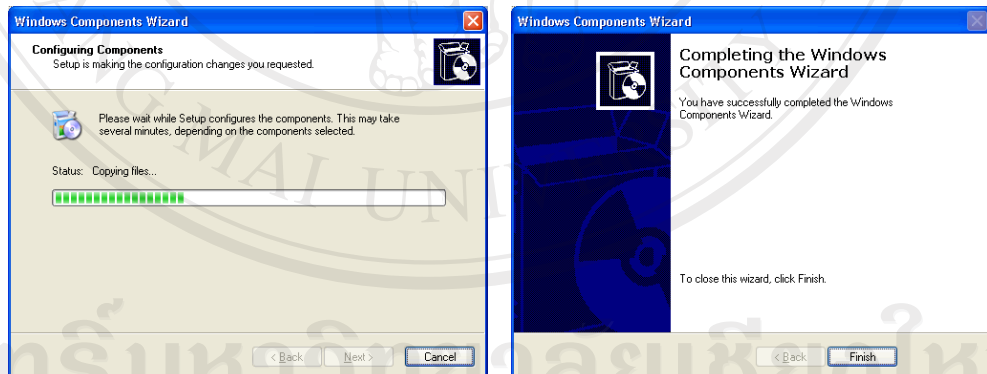 Windows Components Wizard
Configuring Components
Setup is making the configuration changes you requested.
Please wait while Setup configures the components. This may take
several minutes, depending on the components selected.
Status: Copying files...
< Back Next > Cancel
Windows Components Wizard
Completing the Windows
Components Wizard
You have successfully completed the Windows
Components Wizard.
To close this wizard, click Finish.
< Back Finish
MAI UNIVERSITY